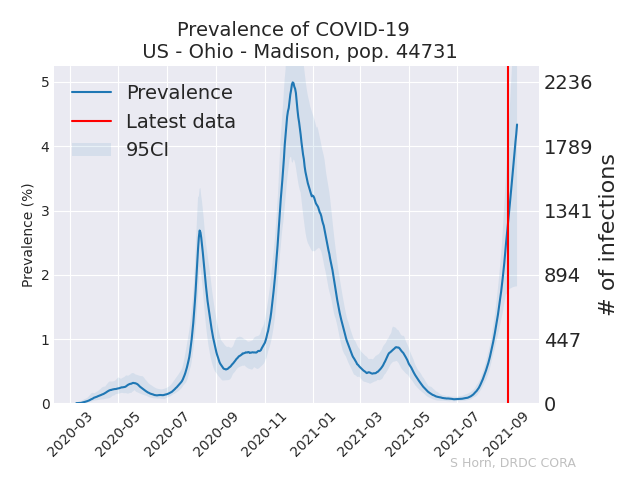 Prevalence of COVID-19
US - Ohio - Madison, pop. 44731
Prevalence
Latest data
95CI
Prevalence (%)
5
4
3
2
1
0
2236
1789
1341
894
447
0
# of infections
2020-03
2020-05
2020-07
2020-09
2020-11
2021-01
2021-03
2021-05
2021-07
2021-09
S Horn, DRDC CORA